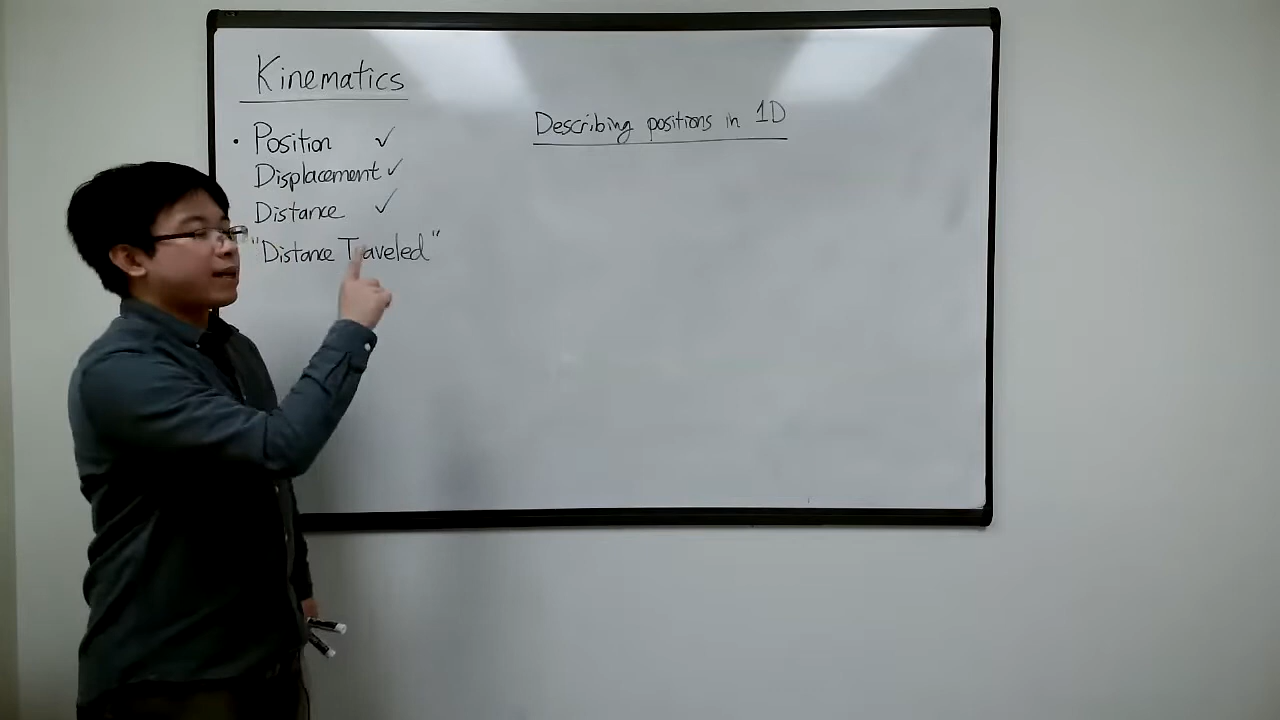 Kinematics
• Position ✓
Displacement ✓
Distance ✓
"Distance Traveled"
Describing positions in 1D